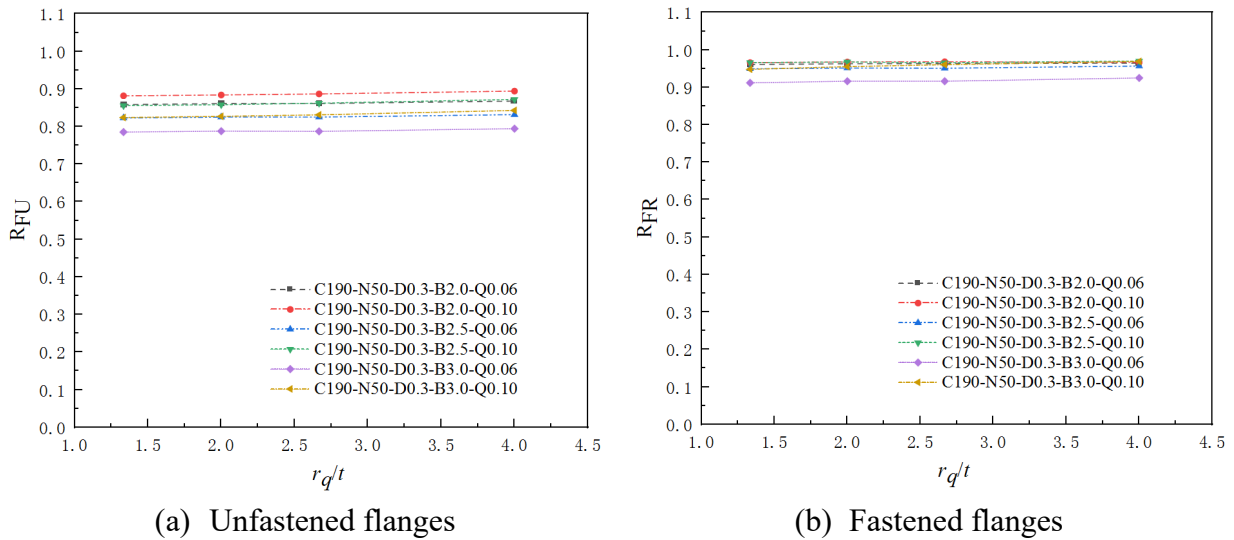 1.1
1.0
0.9
0.8
0.7
0.6
0.5
0.4
0.3
0.2
0.1
0.0
R_FU
C190-N50-D0.3-B2.0-Q0.06
C190-N50-D0.3-B2.0-Q0.10
C190-N50-D0.3-B2.5-Q0.06
C190-N50-D0.3-B2.5-Q0.10
C190-N50-D0.3-B3.0-Q0.06
C190-N50-D0.3-B3.0-Q0.10
1.0 1.5 2.0 2.5 3.0 3.5 4.0 4.5
r_q/t
(a) Unfastened flanges
1.1
1.0
0.9
0.8
0.7
0.6
0.5
0.4
0.3
0.2
0.1
0.0
R_FR
C190-N50-D0.3-B2.0-Q0.06
C190-N50-D0.3-B2.0-Q0.10
C190-N50-D0.3-B2.5-Q0.06
C190-N50-D0.3-B2.5-Q0.10
C190-N50-D0.3-B3.0-Q0.06
C190-N50-D0.3-B3.0-Q0.10
1.0 1.5 2.0 2.5 3.0 3.5 4.0 4.5
r_q/t
(b) Fastened flanges